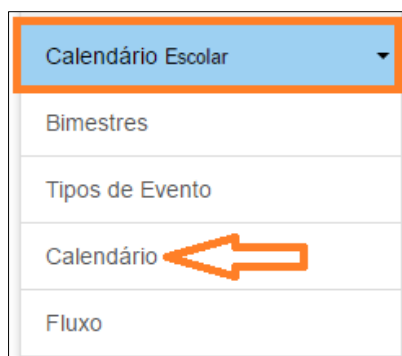 Calendário Escolar
Bimestres
Tipos de Evento
Calendário
Fluxo